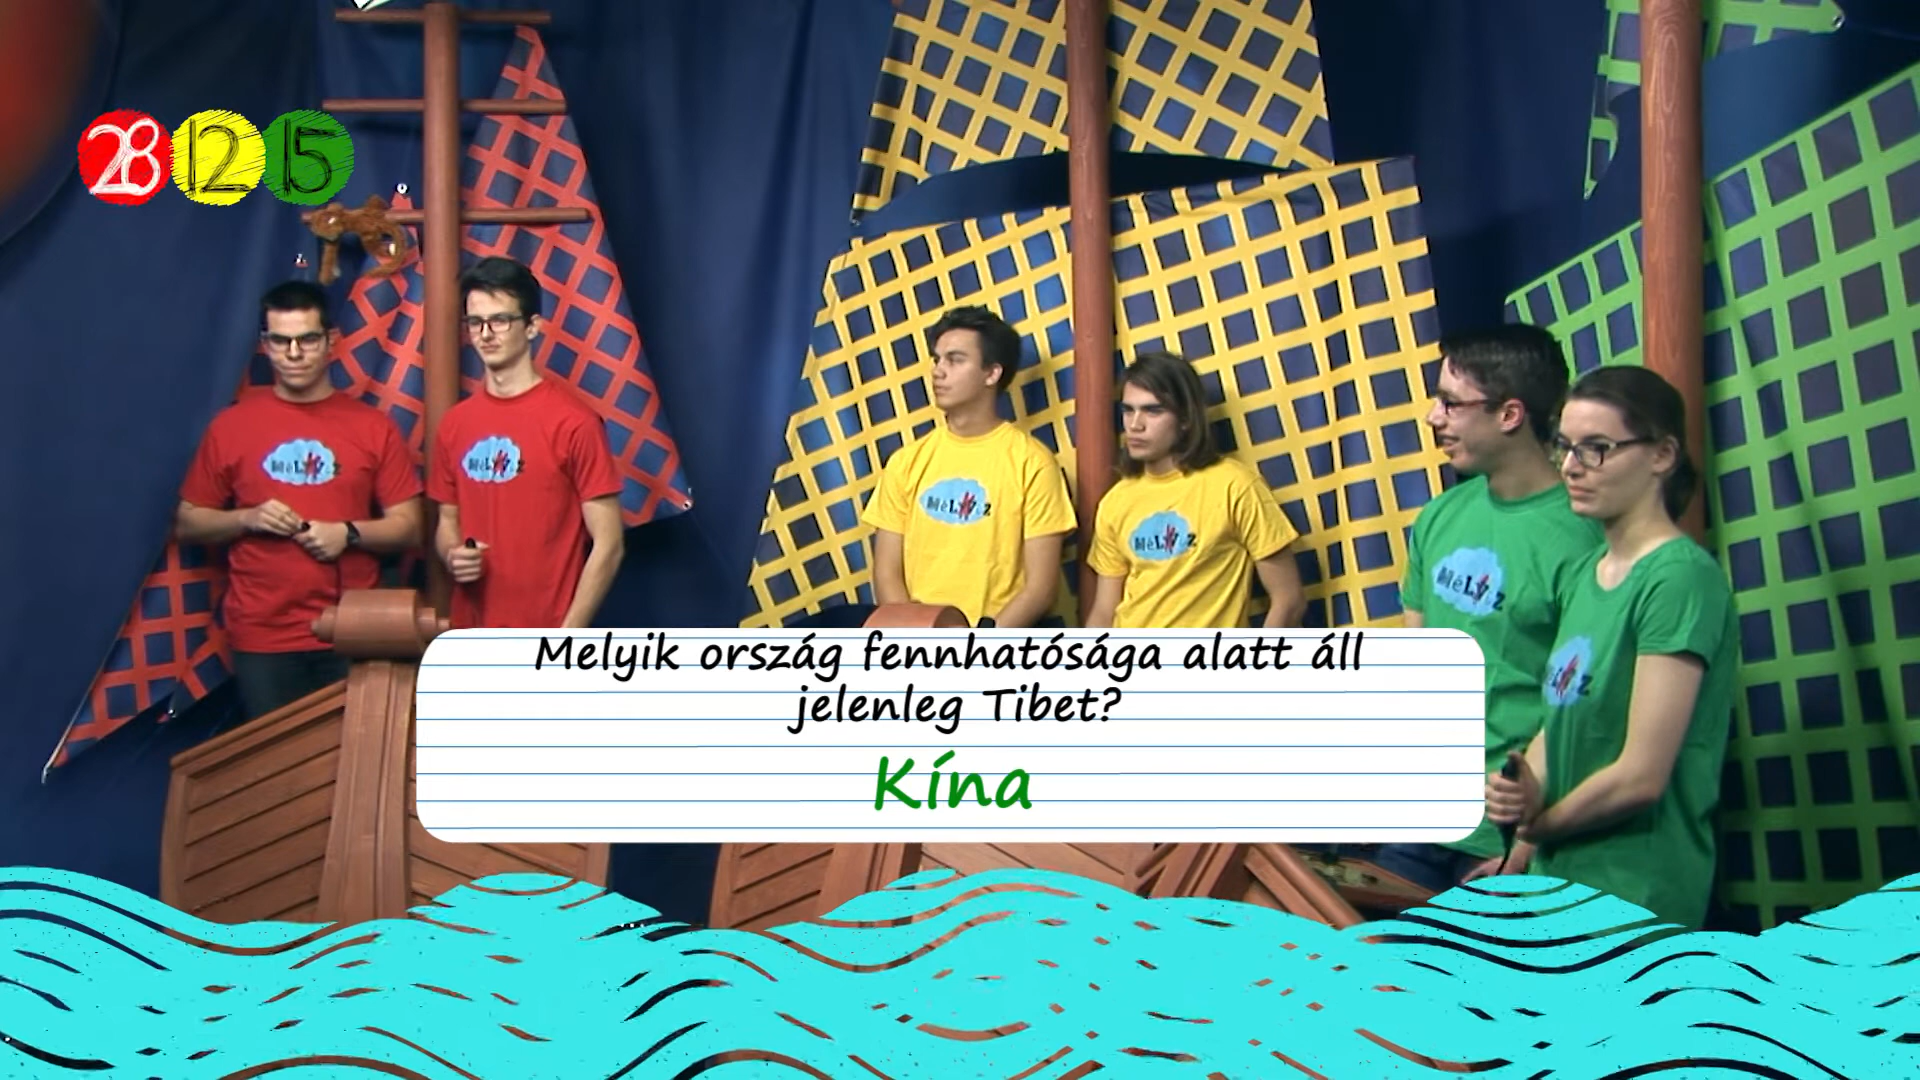 28 12 15
Melyik ország fennhatósága alatt áll
jelenleg Tibet?
Kína